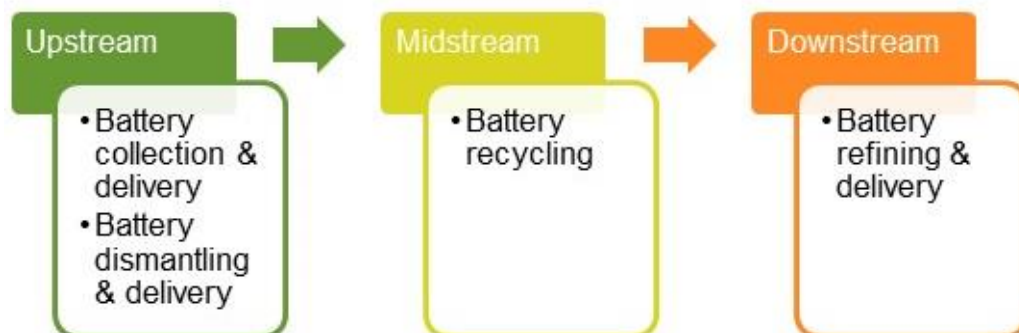 Upstream
• Battery
collection &
delivery
• Battery
dismantling
& delivery
Midstream
• Battery
recycling
Downstream
• Battery
refining &
delivery